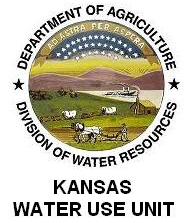 DEPARTMENT OF AGRICULTURE
AD ASTRA PER ASPERA
DIVISION OF WATER RESOURCES
KANSAS
WATER USE UNIT